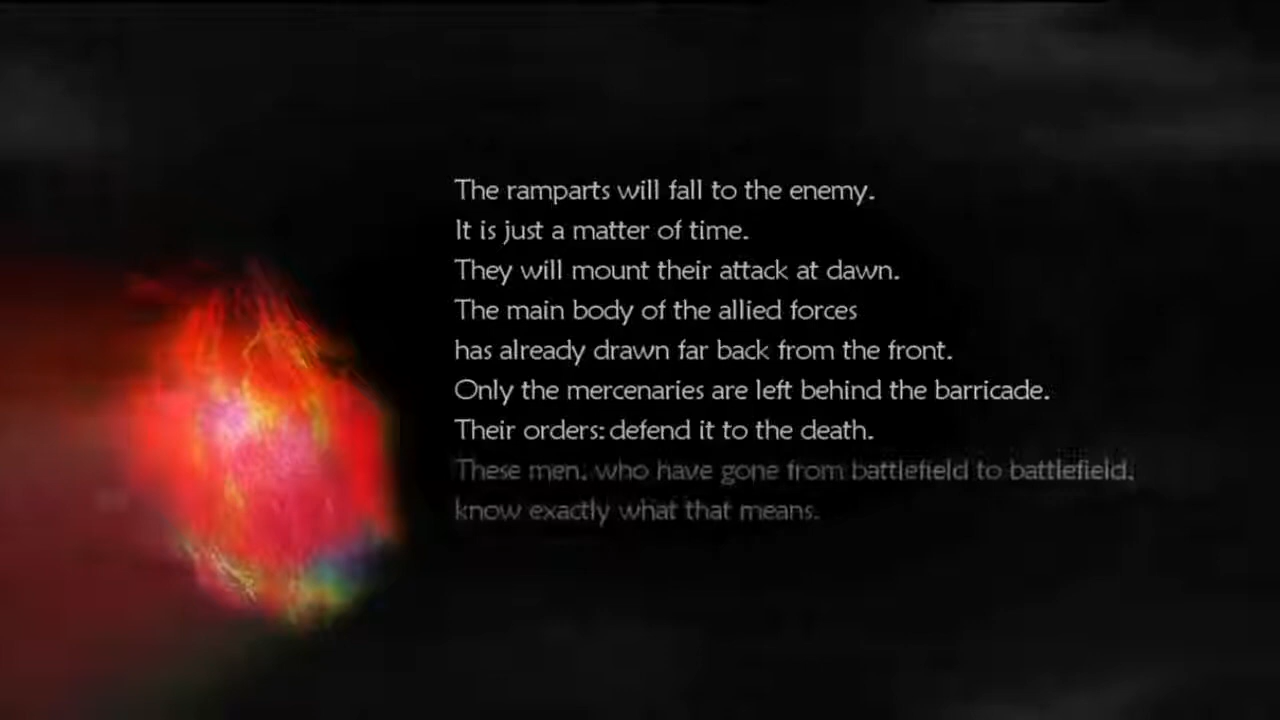 The ramparts will fall to the enemy.
It is just a matter of time.
They will mount their attack at dawn.
The main body of the allied forces
has already drawn far back from the front.
Only the mercenaries are left behind the barricade.
Their orders: defend it to the death.
These men, who have gone from battlefield to battlefield,
know exactly what that means.